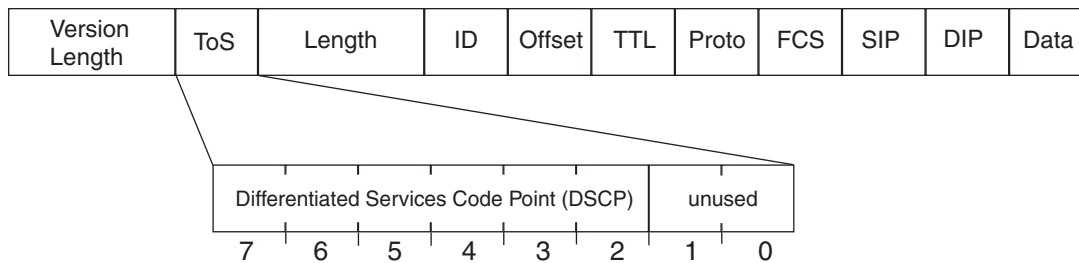 Version
Length
ToS
Length
ID
Offset
TTL
Proto
FCS
SIP
DIP
Data
Differentiated Services Code Point (DSCP)
unused
7 6 5 4 3 2 1 0